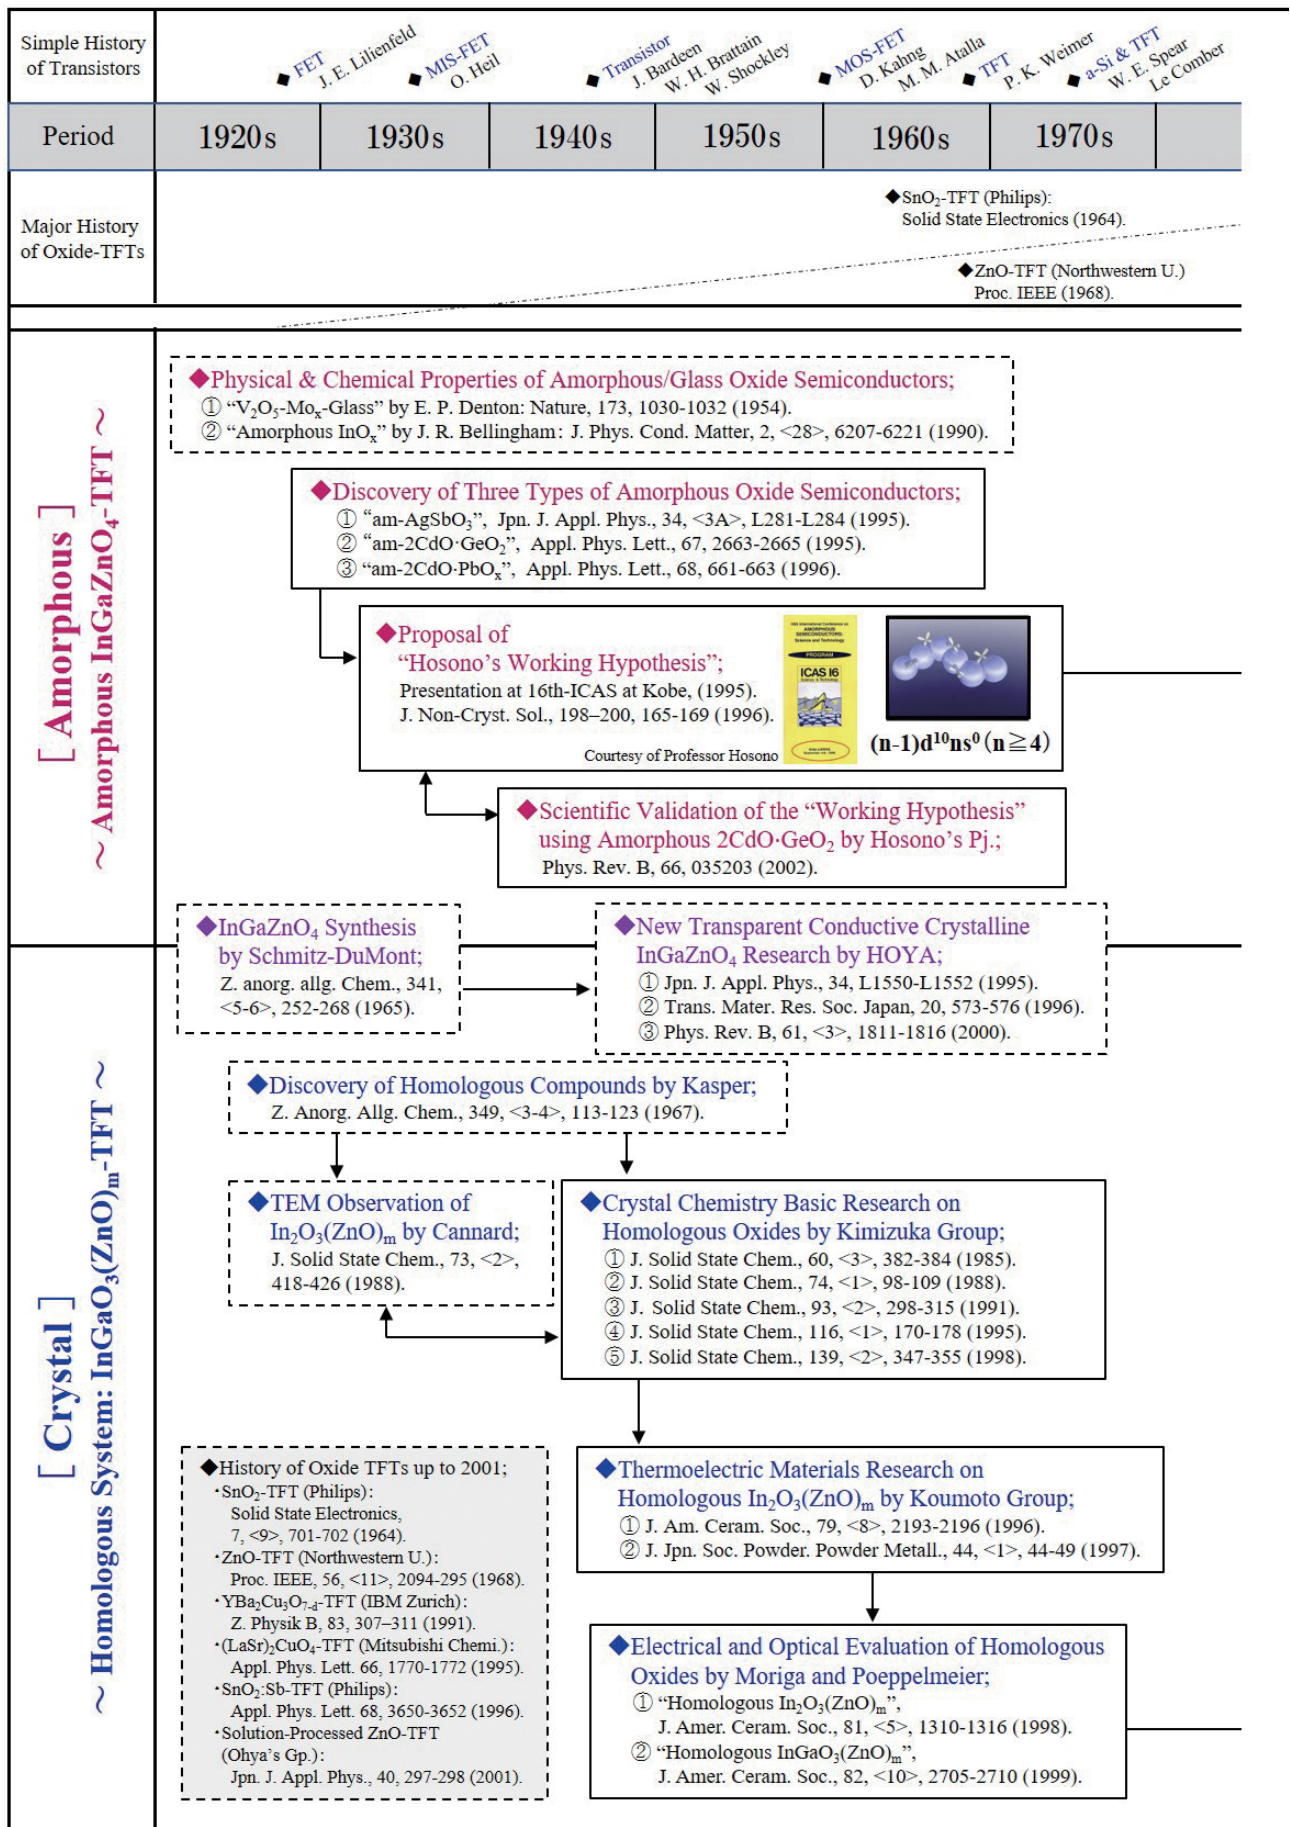 Simple History
of Transistors
◆ FET
J. E. Lilienfeld
◆ MIS-FET
O. Heil
◆ Transistor
J. Bardeen
W. H. Brattain
W. Shockley
◆ MOS-FET
D. Kahng
M. M. Atalla
◆ TFT
P. K. Weimer
◆ a-Si & TFT
W. E. Spear
Le Comber
Period
1920s
1930s
1940s
1950s
1960s
1970s
Major History
of Oxide-TFTs
◆SnO₂-TFT (Philips):
Solid State Electronics (1964).
◆ZnO-TFT (Northwestern U.)
Proc. IEEE (1968).
[ Amorphous ]
~ Amorphous InGaZnO₄-TFT ~
◆Physical & Chemical Properties of Amorphous/Glass Oxide Semiconductors;
① “V₂O₅-Moₓ-Glass” by E. P. Denton: Nature, 173, 1030-1032 (1954).
② “Amorphous InOₓ” by J. R. Bellingham: J. Phys. Cond. Matter, 2, <28>, 6207-6221 (1990).
◆Discovery of Three Types of Amorphous Oxide Semiconductors;
① “am-AgSbO₃”, Jpn. J. Appl. Phys., 34, <3A>, L281-L284 (1995).
② “am-2CdO·GeO₂”, Appl. Phys. Lett., 67, 2663-2665 (1995).
③ “am-2CdO·PbOₓ”, Appl. Phys. Lett., 68, 661-663 (1996).
◆Proposal of
“Hosono’s Working Hypothesis”;
Presentation at 16th-ICAS at Kobe, (1995).
J. Non-Cryst. Sol., 198–200, 165-169 (1996).
Courtesy of Professor Hosono
AMORPHOUS
SEMICONDUCTORS
Science and Technology
PROGRAM
ICAS 16
(n-1)d¹⁰ns⁰ (n≧4)
◆Scientific Validation of the “Working Hypothesis”
using Amorphous 2CdO·GeO₂ by Hosono’s Pj.;
Phys. Rev. B, 66, 035203 (2002).
◆InGaZnO₄ Synthesis
by Schmitz-DuMont;
Z. anorg. allg. Chem., 341,
<5-6>, 252-268 (1965).
◆New Transparent Conductive Crystalline
InGaZnO₄ Research by HOYA;
① Jpn. J. Appl. Phys., 34, L1550-L1552 (1995).
② Trans. Mater. Res. Soc. Japan, 20, 573-576 (1996).
③ Phys. Rev. B, 61, <3>, 1811-1816 (2000).
[ Crystal ]
~ Homologous System: InGaO₃(ZnO)ₘ-TFT ~
◆Discovery of Homologous Compounds by Kasper;
Z. Anorg. Allg. Chem., 349, <3-4>, 113-123 (1967).
◆TEM Observation of
In₂O₃(ZnO)ₘ by Cannard;
J. Solid State Chem., 73, <2>,
418-426 (1988).
◆Crystal Chemistry Basic Research on
Homologous Oxides by Kimizuka Group;
① J. Solid State Chem., 60, <3>, 382-384 (1985).
② J. Solid State Chem., 74, <1>, 98-109 (1988).
③ J. Solid State Chem., 93, <2>, 298-315 (1991).
④ J. Solid State Chem., 116, <1>, 170-178 (1995).
⑤ J. Solid State Chem., 139, <2>, 347-355 (1998).
◆History of Oxide TFTs up to 2001;
･SnO₂-TFT (Philips):
Solid State Electronics,
7, <9>, 701-702 (1964).
･ZnO-TFT (Northwestern U.):
Proc. IEEE, 56, <11>, 2094-295 (1968).
･YBa₂Cu₃O₇₋d-TFT (IBM Zurich):
Z. Physik B, 83, 307–311 (1991).
･(LaSr)₂CuO₄-TFT (Mitsubishi Chemi.):
Appl. Phys. Lett. 66, 1770-1772 (1995).
･SnO₂:Sb-TFT (Philips):
Appl. Phys. Lett. 68, 3650-3652 (1996).
･Solution-Processed ZnO-TFT
(Ohya’s Gp.):
Jpn. J. Appl. Phys., 40, 297-298 (2001).
◆Thermoelectric Materials Research on
Homologous In₂O₃(ZnO)ₘ by Koumoto Group;
① J. Am. Ceram. Soc., 79, <8>, 2193-2196 (1996).
② J. Jpn. Soc. Powder. Powder Metall., 44, <1>, 44-49 (1997).
◆Electrical and Optical Evaluation of Homologous
Oxides by Moriga and Poeppelmeier;
① “Homologous In₂O₃(ZnO)ₘ”,
J. Amer. Ceram. Soc., 81, <5>, 1310-1316 (1998).
② “Homologous InGaO₃(ZnO)ₘ”,
J. Amer. Ceram. Soc., 82, <10>, 2705-2710 (1999).